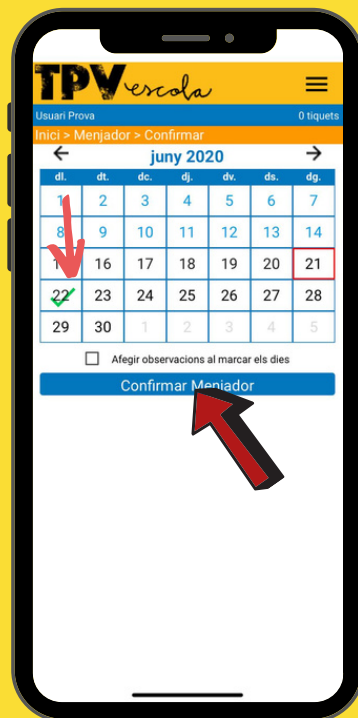 TPV escola
Usuari Prova 0 tiquets
Inici > Menjador > Confirmar
juny 2020
dl. dt. dc. dj. dv. ds. dg.
1 2 3 4 5 6 7
8 9 10 11 12 13 14
16 17 18 19 20 21
22 23 24 25 26 27 28
29 30 1 2 3 4 5
Afegir observacions al marcar els dies
Confirmar Menjador